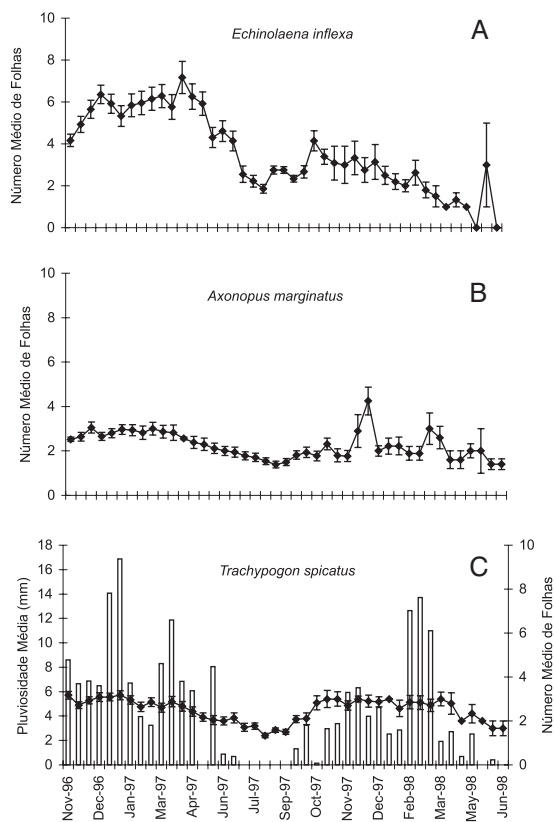 Echinolaena inflexa
A
Número Médio de Folhas
10
8
6
4
2
0
Axonopus marginatus
B
Número Médio de Folhas
10
8
6
4
2
0
Trachypogon spicatus
C
Pluviosidade Média (mm)
18
16
14
12
10
8
6
4
2
0
10
8
6
4
2
0
Número Médio de Folhas
Nov-96
Dec-96
Jan-97
Mar-97
Apr-97
Jun-97
Jul-97
Sep-97
Oct-97
Nov-97
Dec-97
Feb-98
Mar-98
May-98
Jun-98